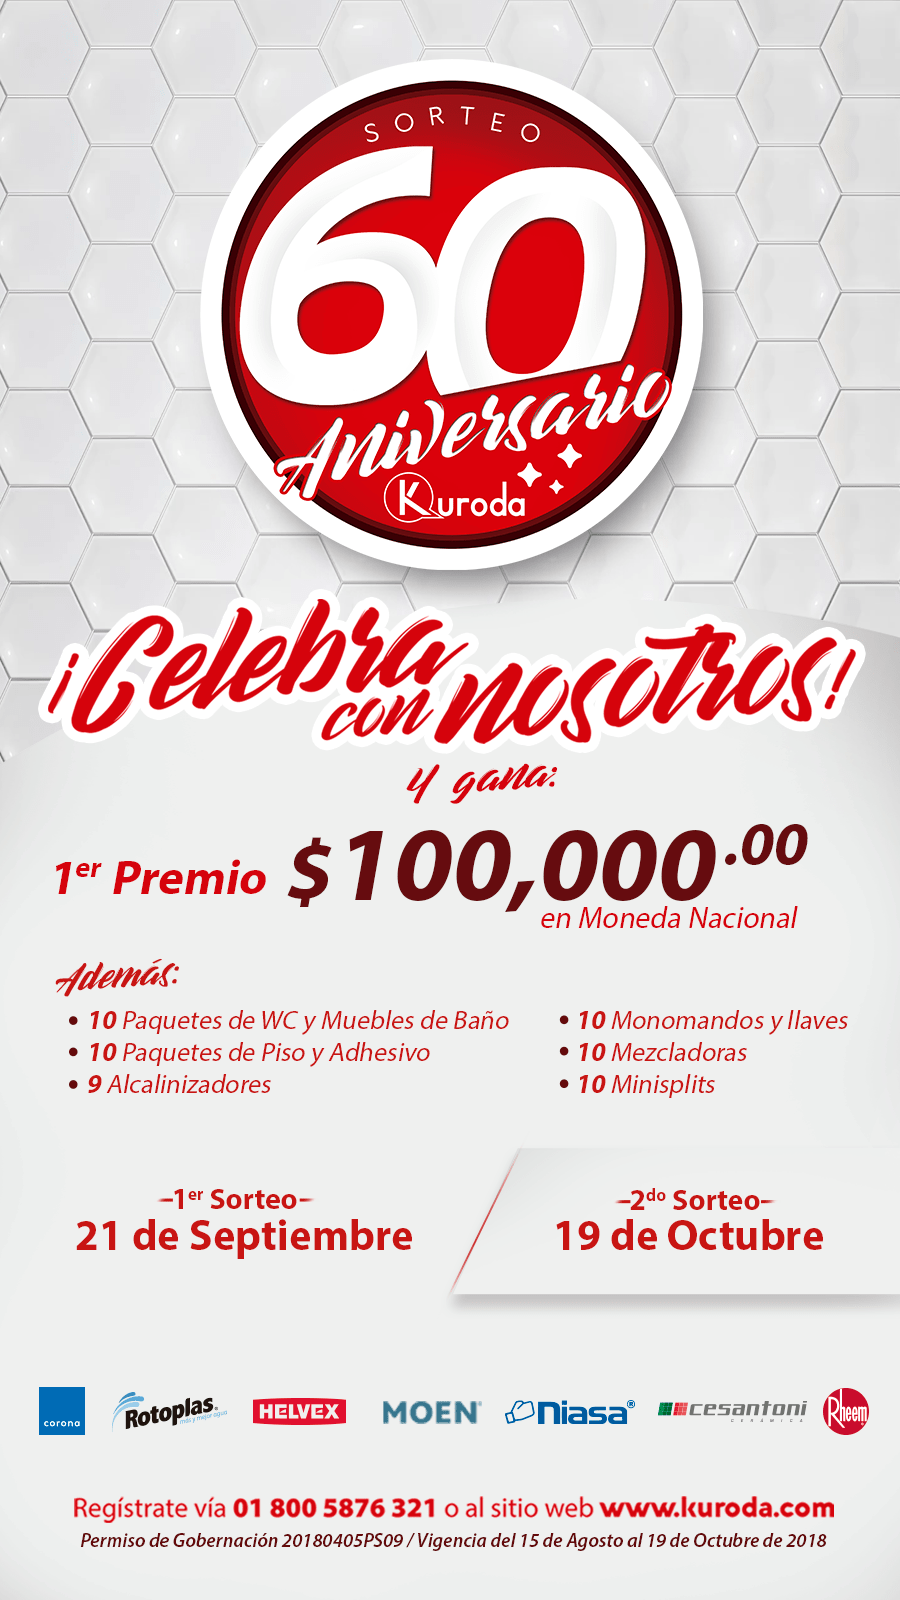 SORTEO
60
Aniversario
Kuroda
¡Celebra
con nosotros!
y gana:
1er Premio $100,000.00
en Moneda Nacional
Además:
• 10 Paquetes de WC y Muebles de Baño
• 10 Paquetes de Piso y Adhesivo
• 9 Alcalinizadores
• 10 Monomandos y llaves
• 10 Mezcladoras
• 10 Minisplits
–1er Sorteo–
21 de Septiembre
–2do Sorteo–
19 de Octubre
corona
Rotoplas
más y mejor agua
HELVEX
MOEN
Niasa®
cesantoni
CERÁMICA
Rheem
Regístrate vía 01 800 5876 321 o al sitio web www.kuroda.com
Permiso de Gobernación 20180405PS09 / Vigencia del 15 de Agosto al 19 de Octubre de 2018